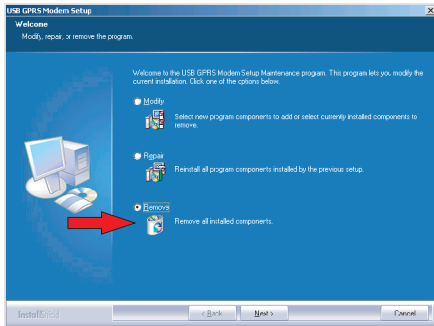 USB GPRS Modem Setup
Welcome
Modify, repair, or remove the program.
Welcome to the USB GPRS Modem Setup Maintenance program. This program lets you modify the
current installation. Click one of the options below.
Modify
Select new program components to add or select currently installed components to
remove.
Repair
Reinstall all program components installed by the previous setup.
Remove
Remove all installed components.
InstallShield
< Back
Next >
Cancel